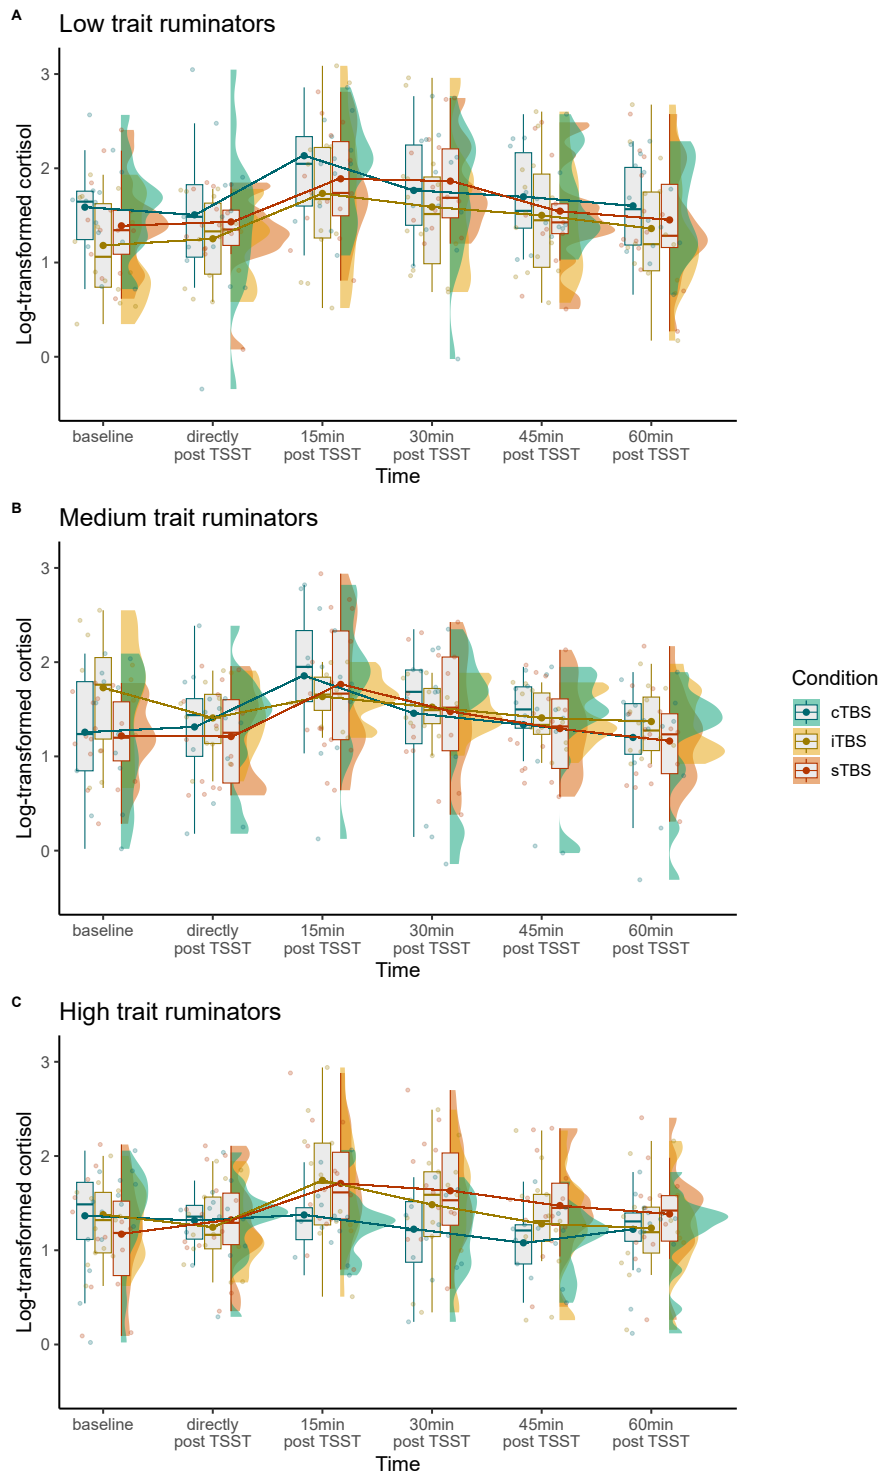 A
Low trait ruminators
Log-transformed cortisol
3
2
1
0
baseline
directly
post TSST
15min
post TSST
30min
post TSST
45min
post TSST
60min
post TSST
Time
B
Medium trait ruminators
Log-transformed cortisol
3
2
1
0
baseline
directly
post TSST
15min
post TSST
30min
post TSST
45min
post TSST
60min
post TSST
Time
Condition
cTBS
iTBS
sTBS
C
High trait ruminators
Log-transformed cortisol
3
2
1
0
baseline
directly
post TSST
15min
post TSST
30min
post TSST
45min
post TSST
60min
post TSST
Time